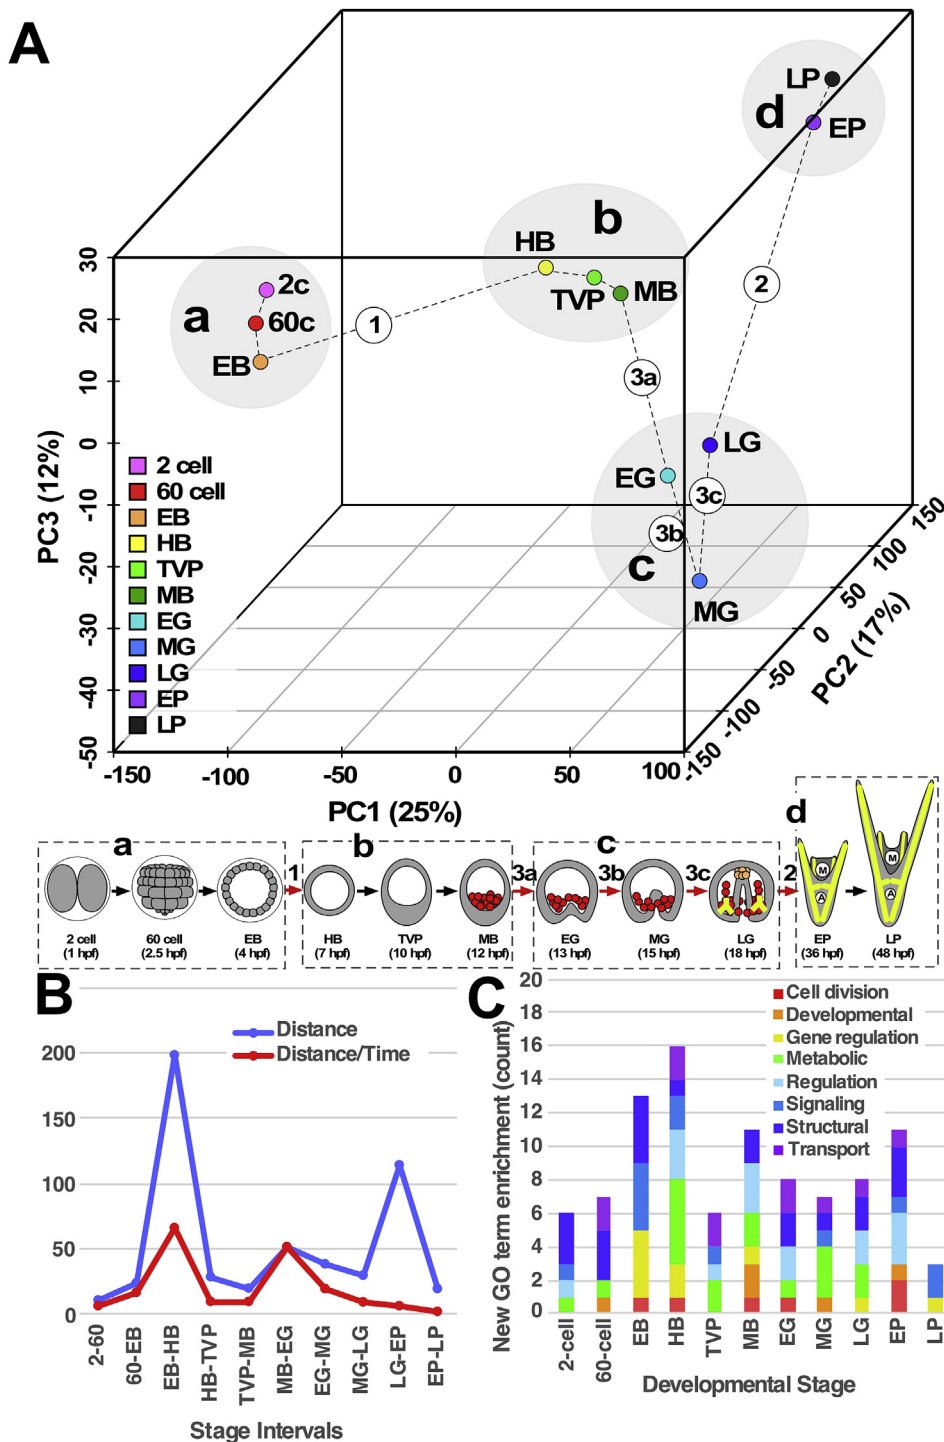 A
LP
d
EP
b
HB
TVP
MB
2c
a
60c
EB
1
2
3a
LG
EG
3c
3b
c
MG
30
20
10
0
-10
-20
-30
-40
-50
PC3 (12%)
2 cell
60 cell
EB
HB
TVP
MB
EG
MG
LG
EP
LP
-150
-100
-50
0
50
100
PC1 (25%)
-150
-100
-50
0
50
100
150
PC2 (17%)
a
1
b
3a
c
3b
3c
2
d
M
A
M
A
2 cell
(1 hpf)
60 cell
(2.5 hpf)
EB
(4 hpf)
HB
(7 hpf)
TVP
(10 hpf)
MB
(12 hpf)
EG
(13 hpf)
MG
(15 hpf)
LG
(18 hpf)
EP
(36 hpf)
LP
(48 hpf)
B
Distance
Distance/Time
200
150
100
50
0
2-60
60-EB
EB-HB
HB-TVP
TVP-MB
MB-EG
EG-MG
MG-LG
LG-EP
EP-LP
Stage Intervals
C
New GO term enrichment (count)
20
18
16
14
12
10
8
6
4
2
0
Cell division
Developmental
Gene regulation
Metabolic
Regulation
Signaling
Structural
Transport
2-cell
60-cell
EB
HB
TVP
MB
EG
MG
LG
EP
LP
Developmental Stage